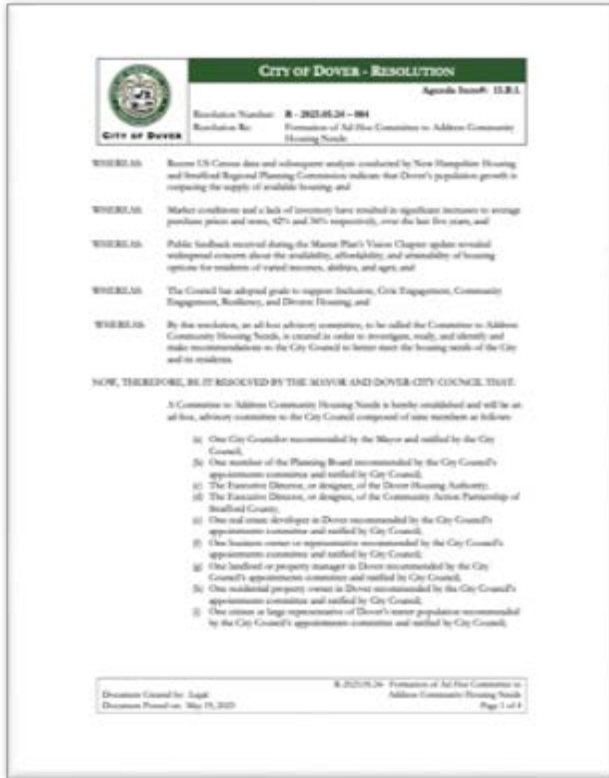 CITY OF DOVER
CITY OF DOVER - RESOLUTION
Agenda Item#:
Resolution Number: R -
Resolution Re: Formation of Ad Hoc Committee to Address Community
Housing Needs
WHEREAS: Recent US Census data and subsequent analysis conducted by New Hampshire Housing
and Strafford Regional Planning Commission indicate that Dover's population growth is
outpacing the supply of available housing; and
WHEREAS: Market conditions and a lack of inventory have resulted in significant increases to average
purchase prices and rents, respectively, over the last five years; and
WHEREAS: Public feedback received during the Master Plan's Vision Chapter update revealed
widespread concern about the availability, affordability, and attainability of housing
options for residents of varied incomes, abilities, and ages; and
WHEREAS: The Council has adopted goals to support Inclusion, Civic Engagement, Community
Engagement, Resiliency, and Diverse Housing; and
WHEREAS: By this resolution, an ad hoc advisory committee, to be called the Committee to Address
Community Housing Needs, is created in order to investigate, study, and identify and
make recommendations to the City Council to better meet the housing needs of the City
and its residents.
NOW, THEREFORE, BE IT RESOLVED BY THE MAYOR AND DOVER CITY COUNCIL THAT:
A Committee to Address Community Housing Needs is hereby established and will be an
ad hoc, advisory committee to the City Council composed of nine members as follows:
(a) One City Councilor recommended by the Mayor and ratified by the City
Council;
(b) One member of the Planning Board recommended by the City Council's
appointments committee and ratified by City Council;
(c) The Executive Director, or designee, of the Dover Housing Authority;
(d) The Executive Director, or designee, of the Community Action Partnership of
Strafford County;
(e) One real estate developer in Dover recommended by the City Council's
appointments committee and ratified by City Council;
(f) One business owner or representative recommended by the City Council's
appointments committee and ratified by City Council;
(g) One landlord or property manager in Dover recommended by the City
Council's appointments committee and ratified by City Council;
(h) One residential property owner in Dover recommended by the City Council's
appointments committee and ratified by City Council;
(i) One citizen at large representative of Dover's renter population recommended
by the City Council's appointments committee and ratified by City Council;
Formation of Ad Hoc Committee to
Document Created by: Legal Address Community Housing Needs
Document Posted on: May 19, Page 1 of 4